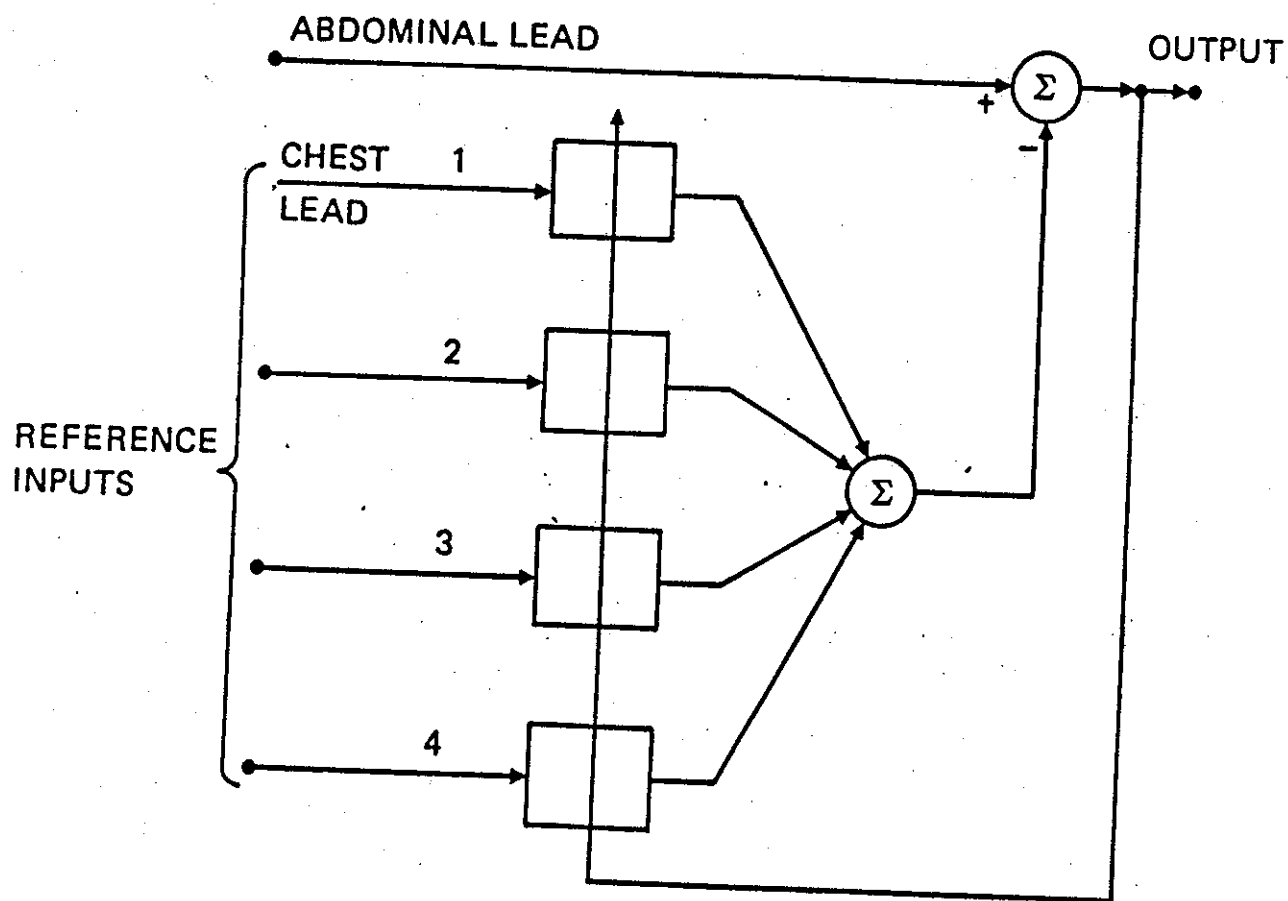 ABDOMINAL LEAD
OUTPUT
+
Σ
−
CHEST 1
LEAD
2
REFERENCE
INPUTS
Σ
3
4